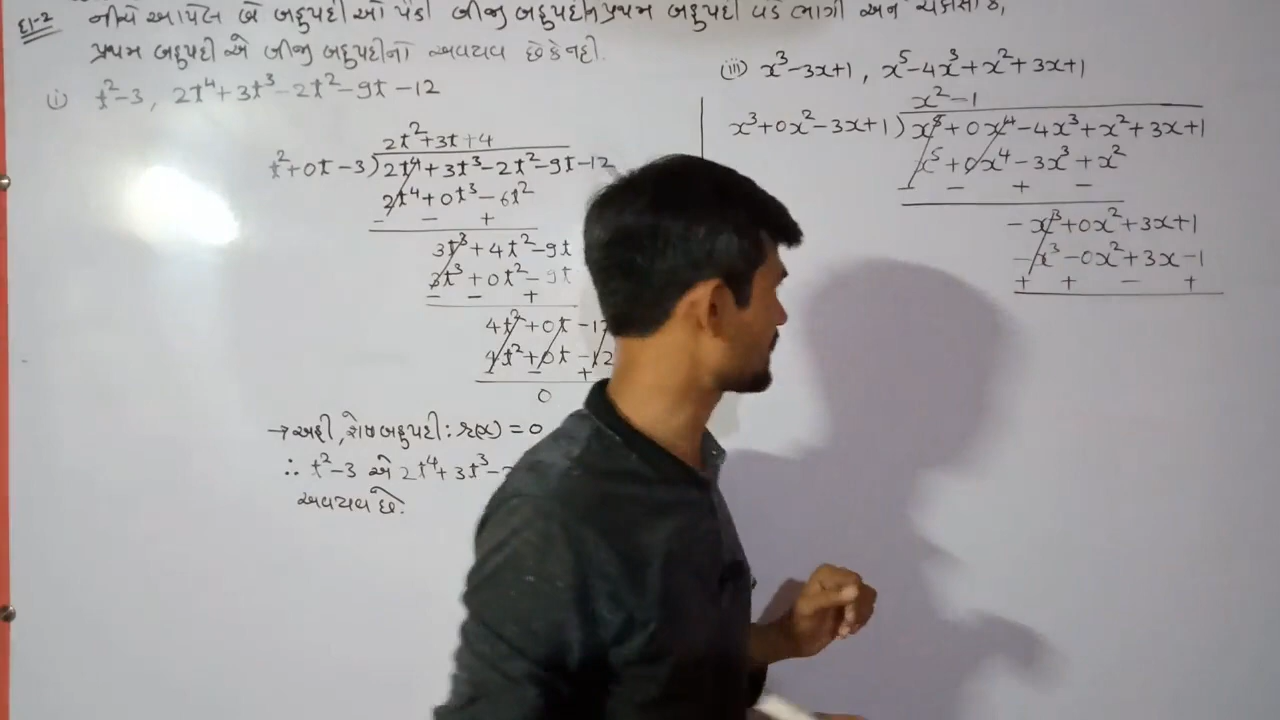 દા-2 નીચે આપેલ બે બહુપદીઓ પૈકી બીજી બહુપદીને પ્રથમ બહુપદી વડે ભાગી અને ચકાસો કે,
પ્રથમ બહુપદી એ બીજી બહુપદીનો અવયવ છે કે નહી.
(i) t²-3, 2t⁴+3t³-2t²-9t-12
2t²+3t+4
t²+0t-3) 2t⁴+3t³-2t²-9t-12
2t⁴+0t³-6t²
- - +
3t³+4t²-9t
3t³+0t²-9t
- - +
4t²+0t-12
4t²+0t-12
- - +
0
→ અહી, શેષ બહુપદી: r(x) = 0
∴ t²-3 એ 2t⁴+3t³-
અવયવ છે.
(iii) x³-3x+1, x⁵-4x³+x²+3x+1
x²-1
x³+0x²-3x+1) x⁵+0x⁴-4x³+x²+3x+1
x⁵+0x⁴-3x³+x²
- - + -
-x³+0x²+3x+1
-x³-0x²+3x-1
+ + - +